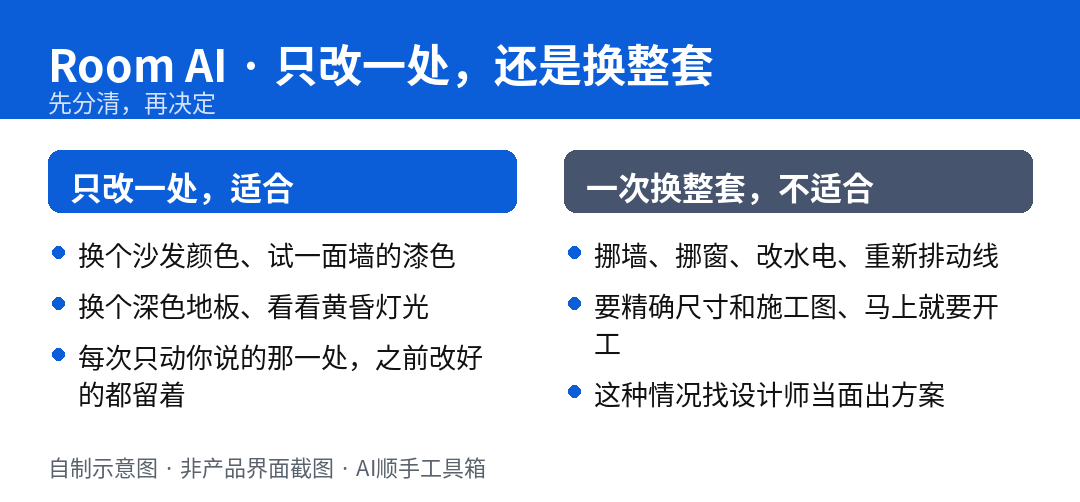 Room AI · 只改一处，还是换整套
先分清，再决定
只改一处，适合
换个沙发颜色、试一面墙的漆色
换个深色地板、看看黄昏灯光
每次只动你说的那一处，之前改好
的都留着
一次换整套，不适合
挪墙、挪窗、改水电、重新排动线
要精确尺寸和施工图、马上就要开
工
这种情况找设计师当面出方案
自制示意图 · 非产品界面截图 · AI顺手工具箱